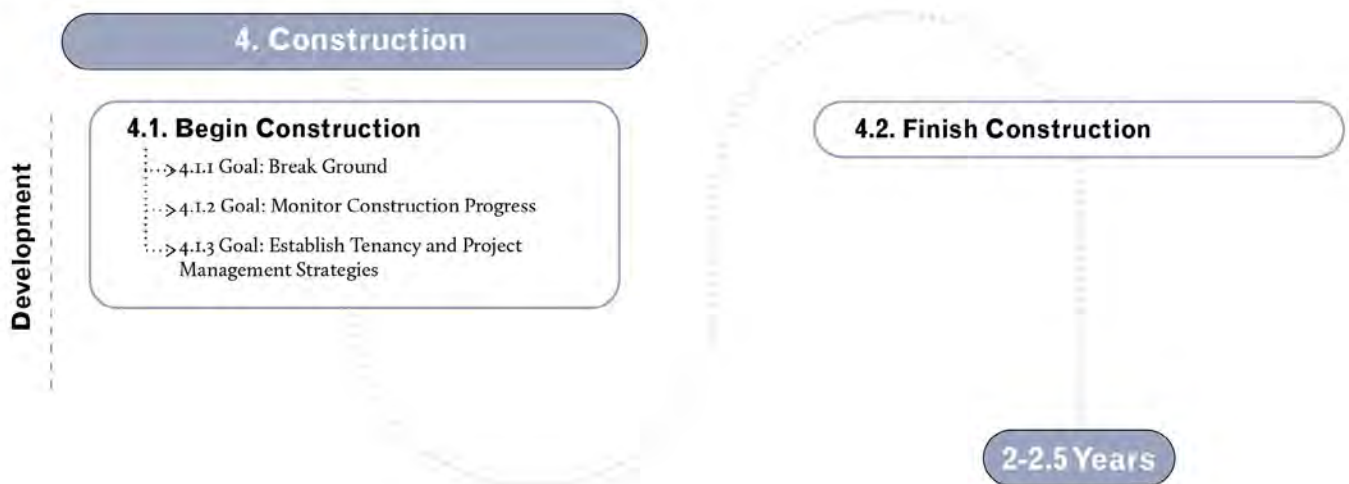 4. Construction
Development
4.1. Begin Construction
4.1.1 Goal: Break Ground
4.1.2 Goal: Monitor Construction Progress
4.1.3 Goal: Establish Tenancy and Project
Management Strategies
4.2. Finish Construction
2-2.5 Years